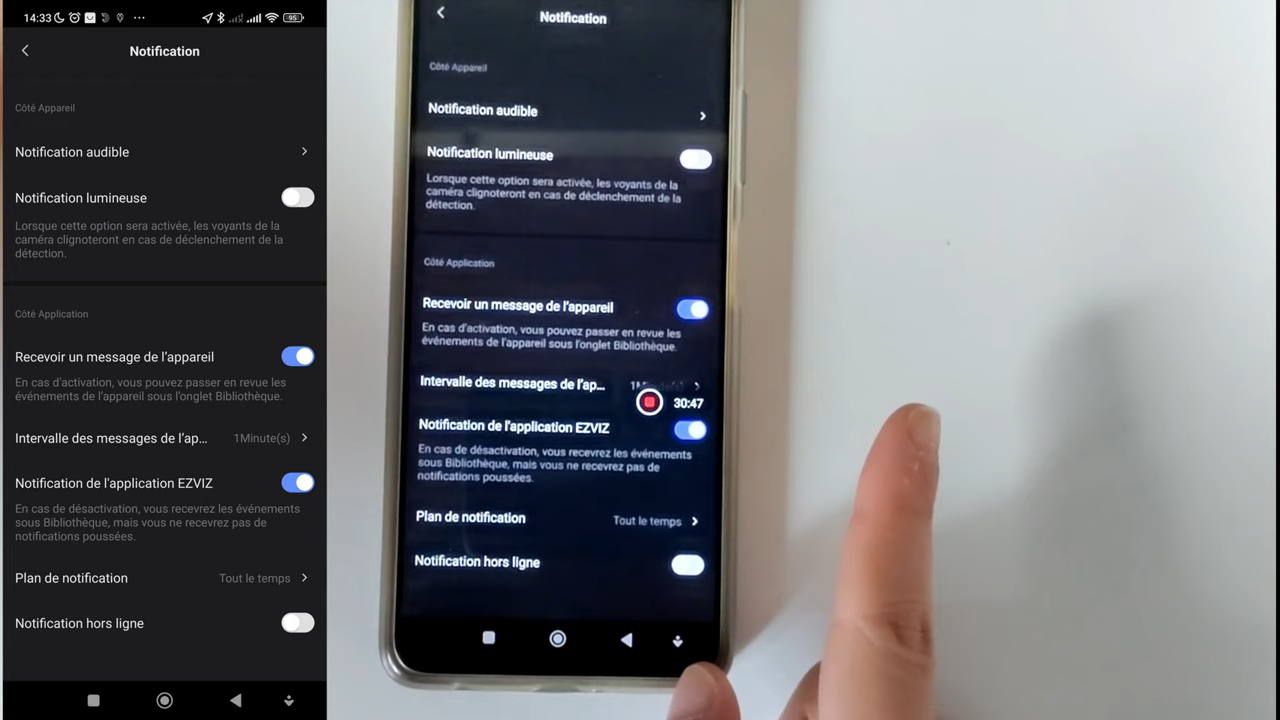 14:33
95
Notification
Côté Appareil
Notification audible
Notification lumineuse
Lorsque cette option sera activée, les voyants de la
caméra clignoteront en cas de déclenchement de la
détection.
Côté Application
Recevoir un message de l'appareil
En cas d'activation, vous pouvez passer en revue les
événements de l'appareil sous l'onglet Bibliothèque.
Intervalle des messages de l'ap... 1Minute(s)
Notification de l'application EZVIZ
En cas de désactivation, vous recevrez les événements
sous Bibliothèque, mais vous ne recevrez pas de
notifications poussées.
Plan de notification Tout le temps
Notification hors ligne
Notification
Côté Appareil
Notification audible
Notification lumineuse
Lorsque cette option sera activée, les voyants de la
caméra clignoteront en cas de déclenchement de la
détection.
Côté Application
Recevoir un message de l'appareil
En cas d'activation, vous pouvez passer en revue les
événements de l'appareil sous l'onglet Bibliothèque.
Intervalle des messages de l'ap...
30:47
Notification de l'application EZVIZ
En cas de désactivation, vous recevrez les événements
sous Bibliothèque, mais vous ne recevrez pas de
notifications poussées.
Plan de notification Tout le temps
Notification hors ligne